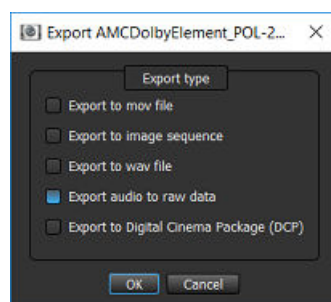 Export AMCDolbyElement_POL-2...
Export type
Export to mov file
Export to image sequence
Export to wav file
Export audio to raw data
Export to Digital Cinema Package (DCP)
OK Cancel